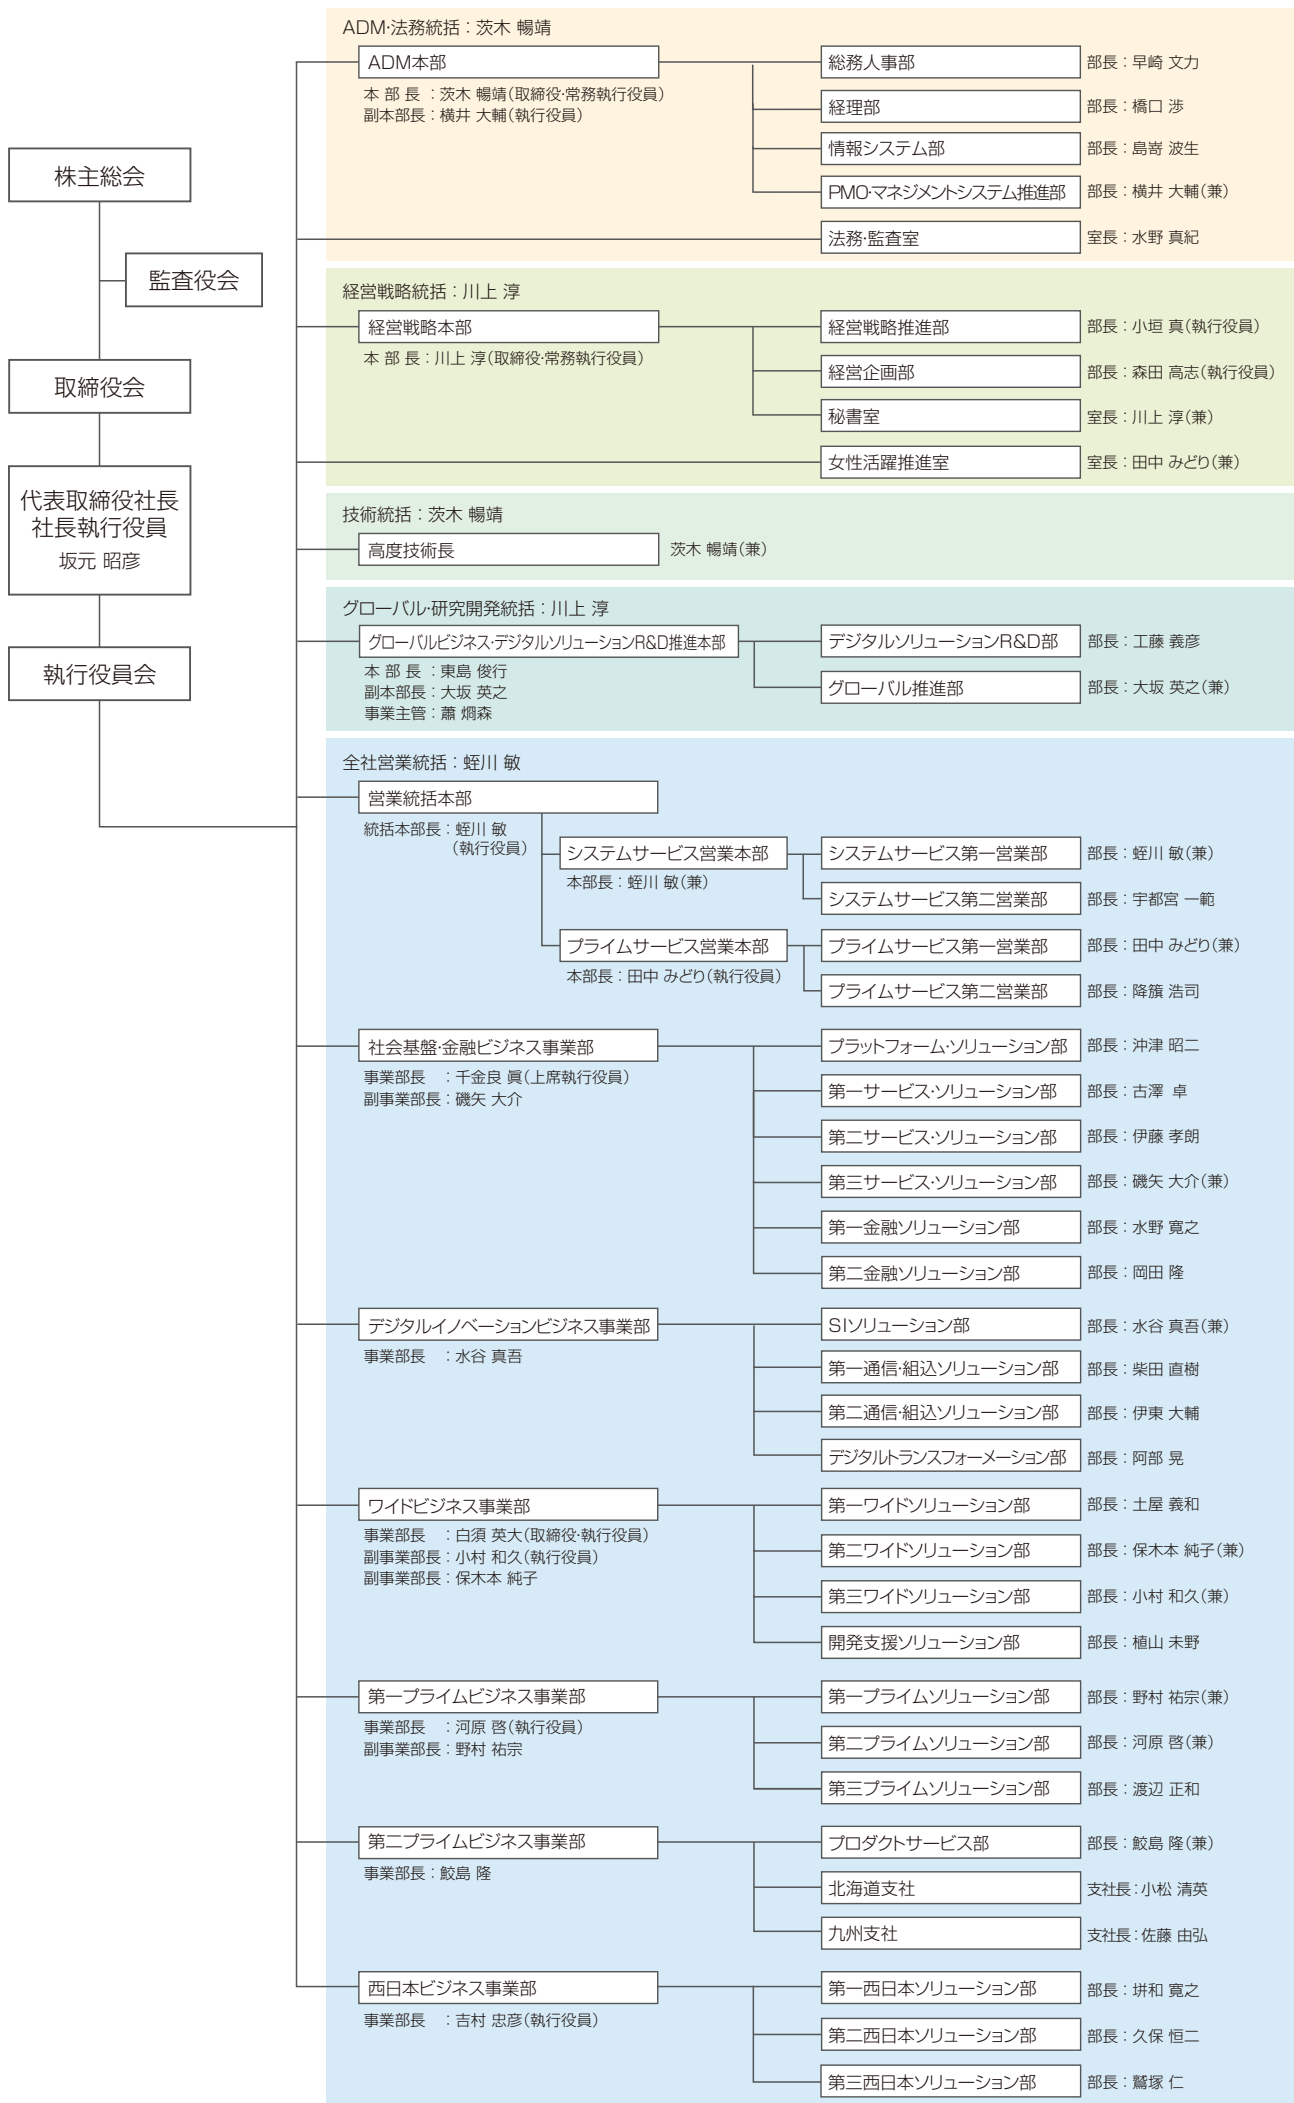 株主総会
監査役会
取締役会
代表取締役社長
社長執行役員
坂元 昭彦
執行役員会
ADM・法務統括：茨木 暢靖
ADM本部
本 部 長 ：茨木 暢靖（取締役・常務執行役員）
副本部長：横井 大輔（執行役員）
総務人事部 部長：早崎 文力
経理部 部長：橋口 渉
情報システム部 部長：島嵜 波生
PMO・マネジメントシステム推進部 部長：横井 大輔（兼）
法務・監査室 室長：水野 真紀
経営戦略統括：川上 淳
経営戦略本部
本 部 長：川上 淳（取締役・常務執行役員）
経営戦略推進部 部長：小垣 真（執行役員）
経営企画部 部長：森田 高志（執行役員）
秘書室 室長：川上 淳（兼）
女性活躍推進室 室長：田中 みどり（兼）
技術統括：茨木 暢靖
高度技術長 茨木 暢靖（兼）
グローバル・研究開発統括：川上 淳
グローバルビジネス・デジタルソリューションR&D推進本部
本 部 長 ：東島 俊行
副本部長：大坂 英之
事業主管：蕭 烱森
デジタルソリューションR&D部 部長：工藤 義彦
グローバル推進部 部長：大坂 英之（兼）
全社営業統括：蛭川 敏
営業統括本部
統括本部長：蛭川 敏
（執行役員）
システムサービス営業本部
本部長：蛭川 敏（兼）
システムサービス第一営業部 部長：蛭川 敏（兼）
システムサービス第二営業部 部長：宇都宮 一範
プライムサービス営業本部
本部長：田中 みどり（執行役員）
プライムサービス第一営業部 部長：田中 みどり（兼）
プライムサービス第二営業部 部長：降籏 浩司
社会基盤・金融ビジネス事業部
事業部長 ：千金良 眞（上席執行役員）
副事業部長：磯矢 大介
プラットフォーム・ソリューション部 部長：沖津 昭二
第一サービス・ソリューション部 部長：古澤 卓
第二サービス・ソリューション部 部長：伊藤 孝朗
第三サービス・ソリューション部 部長：磯矢 大介（兼）
第一金融ソリューション部 部長：水野 寛之
第二金融ソリューション部 部長：岡田 隆
デジタルイノベーションビジネス事業部
事業部長 ：水谷 真吾
SIソリューション部 部長：水谷 真吾（兼）
第一通信・組込ソリューション部 部長：柴田 直樹
第二通信・組込ソリューション部 部長：伊東 大輔
デジタルトランスフォーメーション部 部長：阿部 晃
ワイドビジネス事業部
事業部長 ：白須 英大（取締役・執行役員）
副事業部長：小村 和久（執行役員）
副事業部長：保木本 純子
第一ワイドソリューション部 部長：土屋 義和
第二ワイドソリューション部 部長：保木本 純子（兼）
第三ワイドソリューション部 部長：小村 和久（兼）
開発支援ソリューション部 部長：植山 未野
第一プライムビジネス事業部
事業部長 ：河原 啓（執行役員）
副事業部長：野村 祐宗
第一プライムソリューション部 部長：野村 祐宗（兼）
第二プライムソリューション部 部長：河原 啓（兼）
第三プライムソリューション部 部長：渡辺 正和
第二プライムビジネス事業部
事業部長：鮫島 隆
プロダクトサービス部 部長：鮫島 隆（兼）
北海道支社 支社長：小松 清英
九州支社 支社長：佐藤 由弘
西日本ビジネス事業部
事業部長 ：吉村 忠彦（執行役員）
第一西日本ソリューション部 部長：垪和 寛之
第二西日本ソリューション部 部長：久保 恒二
第三西日本ソリューション部 部長：鷲塚 仁